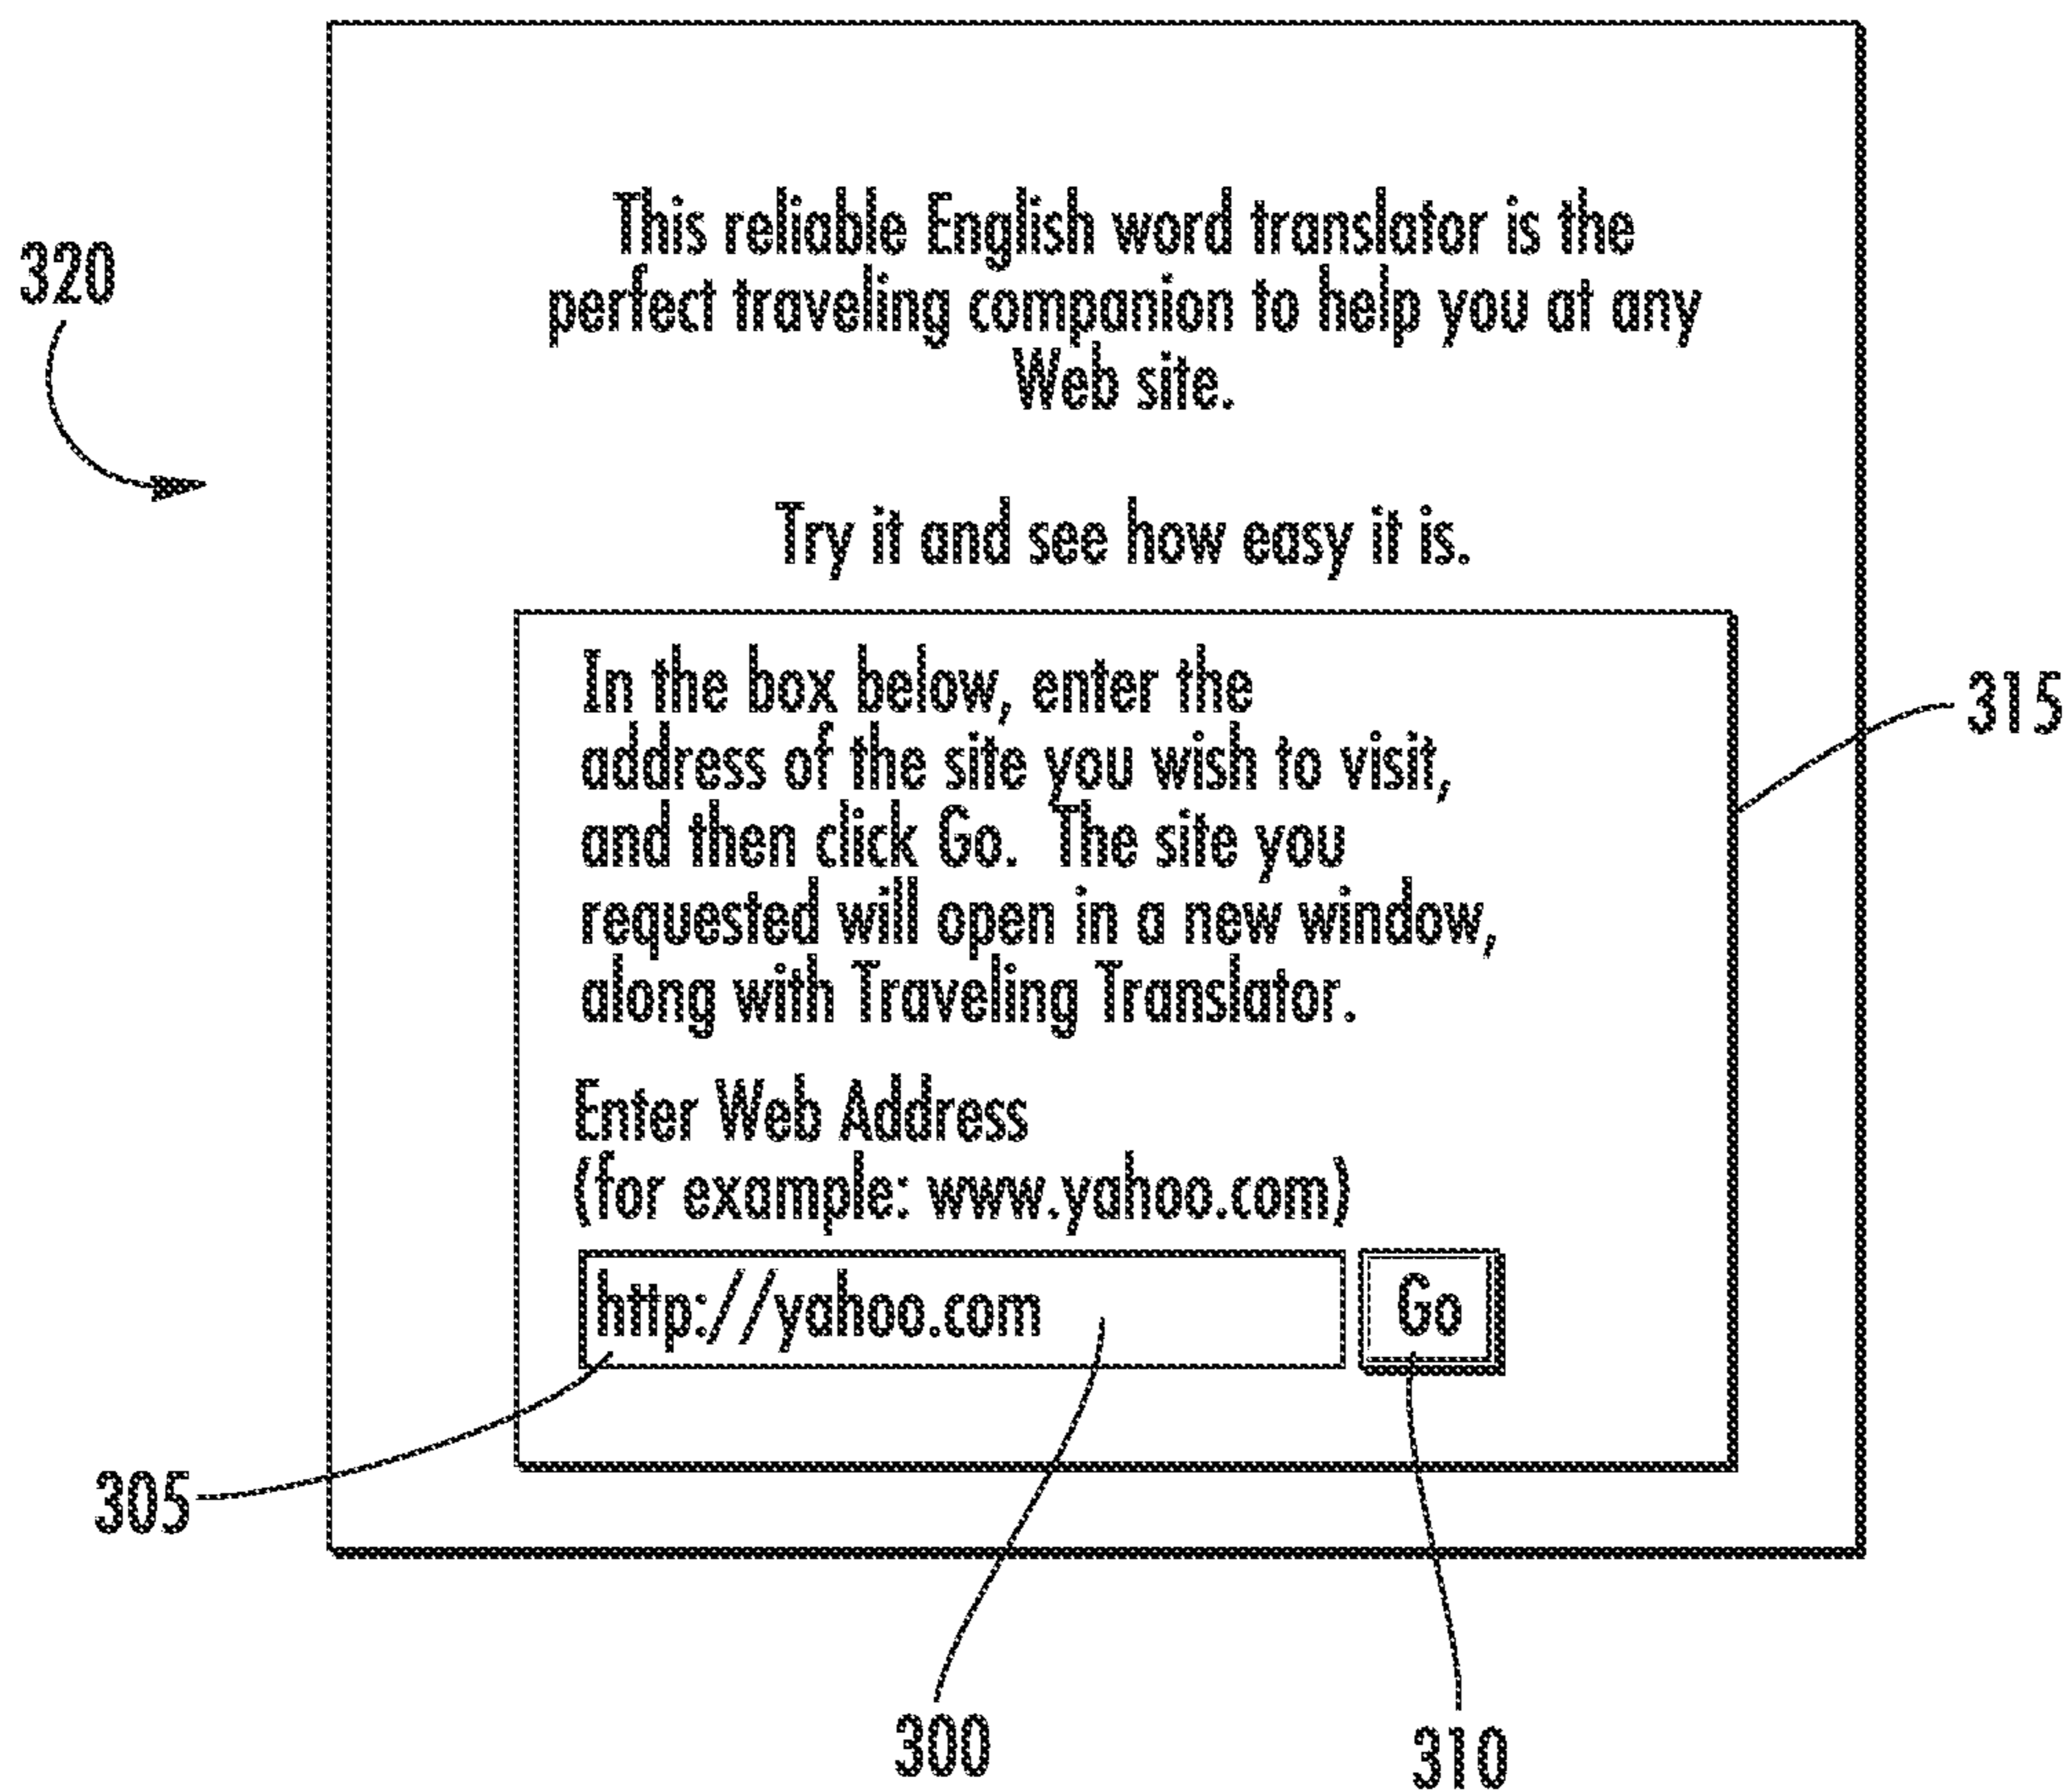 This reliable English word translator is the
perfect traveling companion to help you at any
Web site.
320
Try it and see how easy it is.
In the box below, enter the
address of the site you wish to visit,
and then click Go. The site you
requested will open in a new window,
along with Traveling Translator.
315
Enter Web Address
(for example: www.yahoo.com)
http://yahoo.com
Go
305
300
310